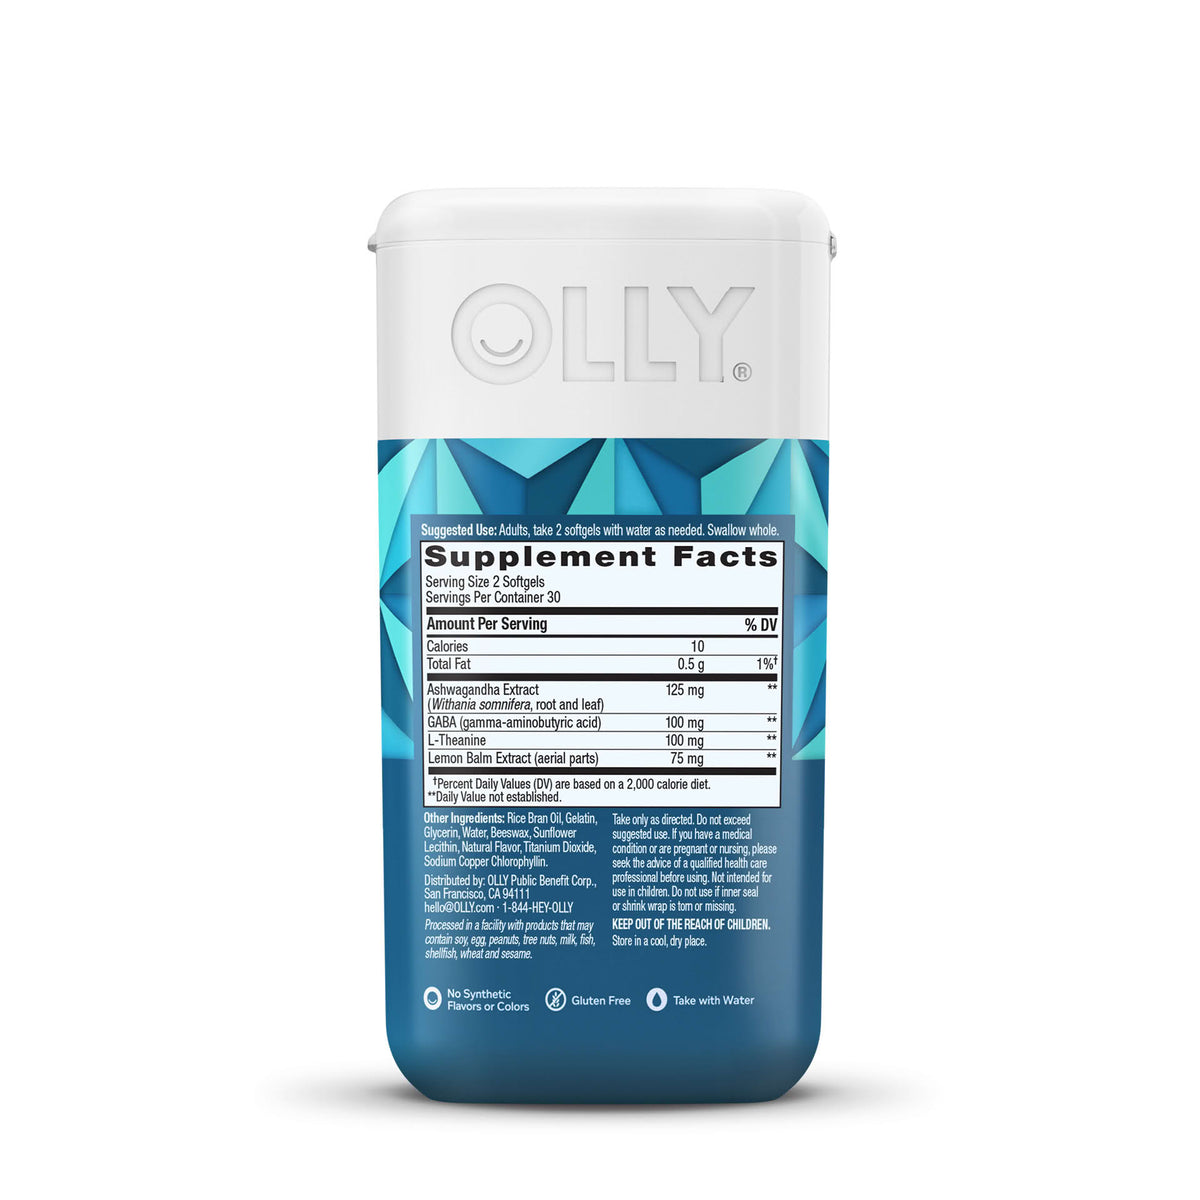 OLLY®
Suggested Use: Adults, take 2 softgels with water as needed. Swallow whole.
Supplement Facts
Serving Size 2 Softgels
Servings Per Container 30
Amount Per Serving % DV
Calories 10
Total Fat 0.5 g 1%†
Ashwagandha Extract 125 mg **
(Withania somnifera, root and leaf)
GABA (gamma-aminobutyric acid) 100 mg **
L-Theanine 100 mg **
Lemon Balm Extract (aerial parts) 75 mg **
†Percent Daily Values (DV) are based on a 2,000 calorie diet.
**Daily Value not established.
Other Ingredients: Rice Bran Oil, Gelatin,
Glycerin, Water, Beeswax, Sunflower
Lecithin, Natural Flavor, Titanium Dioxide,
Sodium Copper Chlorophyllin.
Distributed by: OLLY Public Benefit Corp.,
San Francisco, CA 94111
hello@OLLY.com · 1-844-HEY-OLLY
Processed in a facility with products that may
contain soy, egg, peanuts, tree nuts, milk, fish,
shellfish, wheat and sesame.
Take only as directed. Do not exceed
suggested use. If you have a medical
condition or are pregnant or nursing, please
seek the advice of a qualified health care
professional before using. Not intended for
use in children. Do not use if inner seal
or shrink wrap is torn or missing.
KEEP OUT OF THE REACH OF CHILDREN.
Store in a cool, dry place.
No Synthetic
Flavors or Colors
Gluten Free
Take with Water